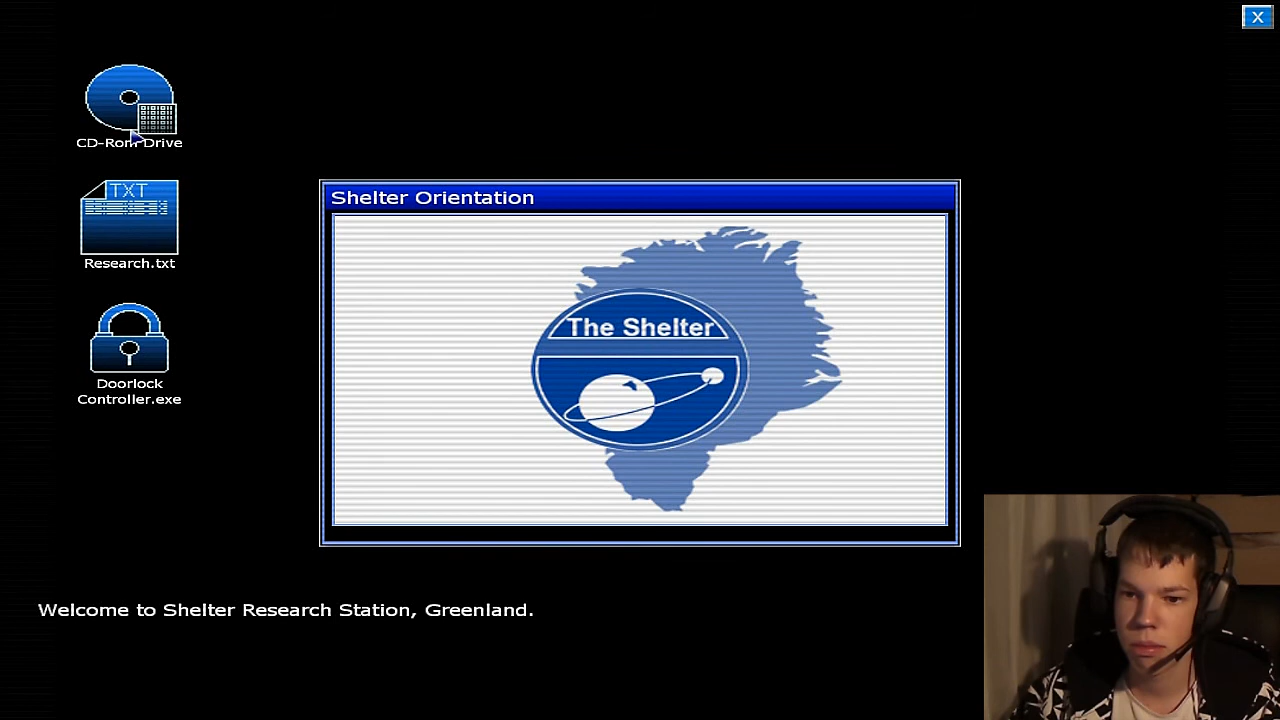 X
CD-Rom Drive
TXT
Research.txt
Doorlock
Controller.exe
Shelter Orientation
The Shelter
Welcome to Shelter Research Station, Greenland.